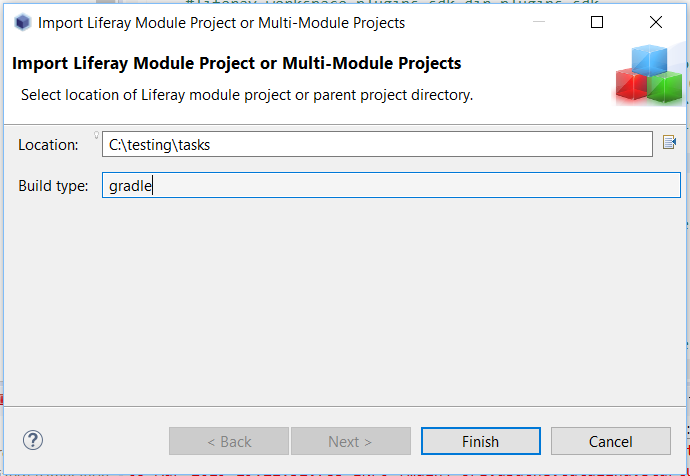 Import Liferay Module Project or Multi-Module Projects
Import Liferay Module Project or Multi-Module Projects
Select location of Liferay module project or parent project directory.
Location: C:\testing\tasks
Build type: gradle
? < Back Next > Finish Cancel